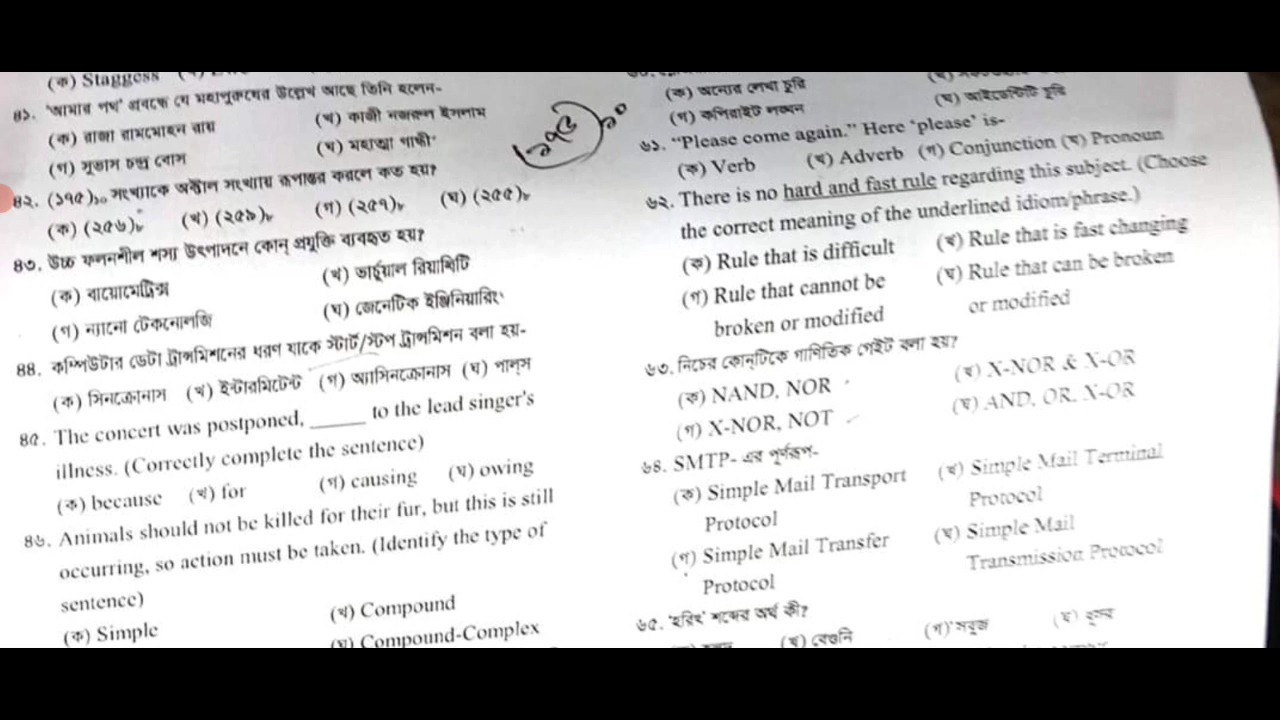 (ক) Staggess
৪১. 'আমার পথ' প্রবন্ধে যে মহাপুরুষের উল্লেখ আছে তিনি হলেন-
(ক) রাজা রামমোহন রায়
(খ) কাজী নজরুল ইসলাম
(গ) সুভাস চন্দ্র বোস
(ঘ) মহাত্মা গান্ধী
৪২. (১৭৫)₁₀ সংখ্যাকে অক্টাল সংখ্যায় রূপান্তর করলে কত হয়?
(ক) (২৫৬)₈ (খ) (২৫৯)₈ (গ) (২৫৭)₈ (ঘ) (২৫৫)₈
৪৩. উচ্চ ফলনশীল শস্য উৎপাদনে কোন্ প্রযুক্তি ব্যবহৃত হয়?
(ক) বায়োমেট্রিক্স
(খ) ভার্চুয়াল রিয়ালিটি
(গ) ন্যানো টেকনোলজি
(ঘ) জেনেটিক ইঞ্জিনিয়ারিং
৪৪. কম্পিউটার ডেটা ট্রান্সমিশনের ধরণ যাকে স্টার্ট/স্টপ ট্রান্সমিশন বলা হয়-
(ক) সিনক্রোনাস (খ) ইন্টারমিটেন্ট (গ) অ্যাসিনক্রোনাস (ঘ) পাল্স
৪৫. The concert was postponed, _____ to the lead singer's
illness. (Correctly complete the sentence)
(ক) because (খ) for (গ) causing (ঘ) owing
৪৬. Animals should not be killed for their fur, but this is still
occurring, so action must be taken. (Identify the type of
sentence)
(ক) Simple
(খ) Compound
(ঘ) Compound-Complex
(ক) অন্যের লেখা চুরি
(গ) কপিরাইট লঙ্ঘন
(ঘ) আইডেন্টিটি চুরি
৬১. "Please come again." Here 'please' is-
(ক) Verb (খ) Adverb (গ) Conjunction (ঘ) Pronoun
৬২. There is no hard and fast rule regarding this subject. (Choose
the correct meaning of the underlined idiom/phrase.)
(ক) Rule that is difficult
(খ) Rule that is fast changing
(গ) Rule that cannot be
broken or modified
(ঘ) Rule that can be broken
or modified
৬৩. নিচের কোন্‌টিকে গাণিতিক গেইট বলা হয়?
(ক) NAND, NOR
(খ) X-NOR & X-OR
(গ) X-NOR, NOT
(ঘ) AND, OR, X-OR
৬৪. SMTP- এর পূর্ণরূপ-
(ক) Simple Mail Transport
Protocol
(খ) Simple Mail Terminal
Protocol
(গ) Simple Mail Transfer
Protocol
(ঘ) Simple Mail
Transmission Protocol
৬৫. 'হরিৎ' শব্দের অর্থ কী?
(খ) বেগুনি
(গ) সবুজ
(ঘ) ধূসর